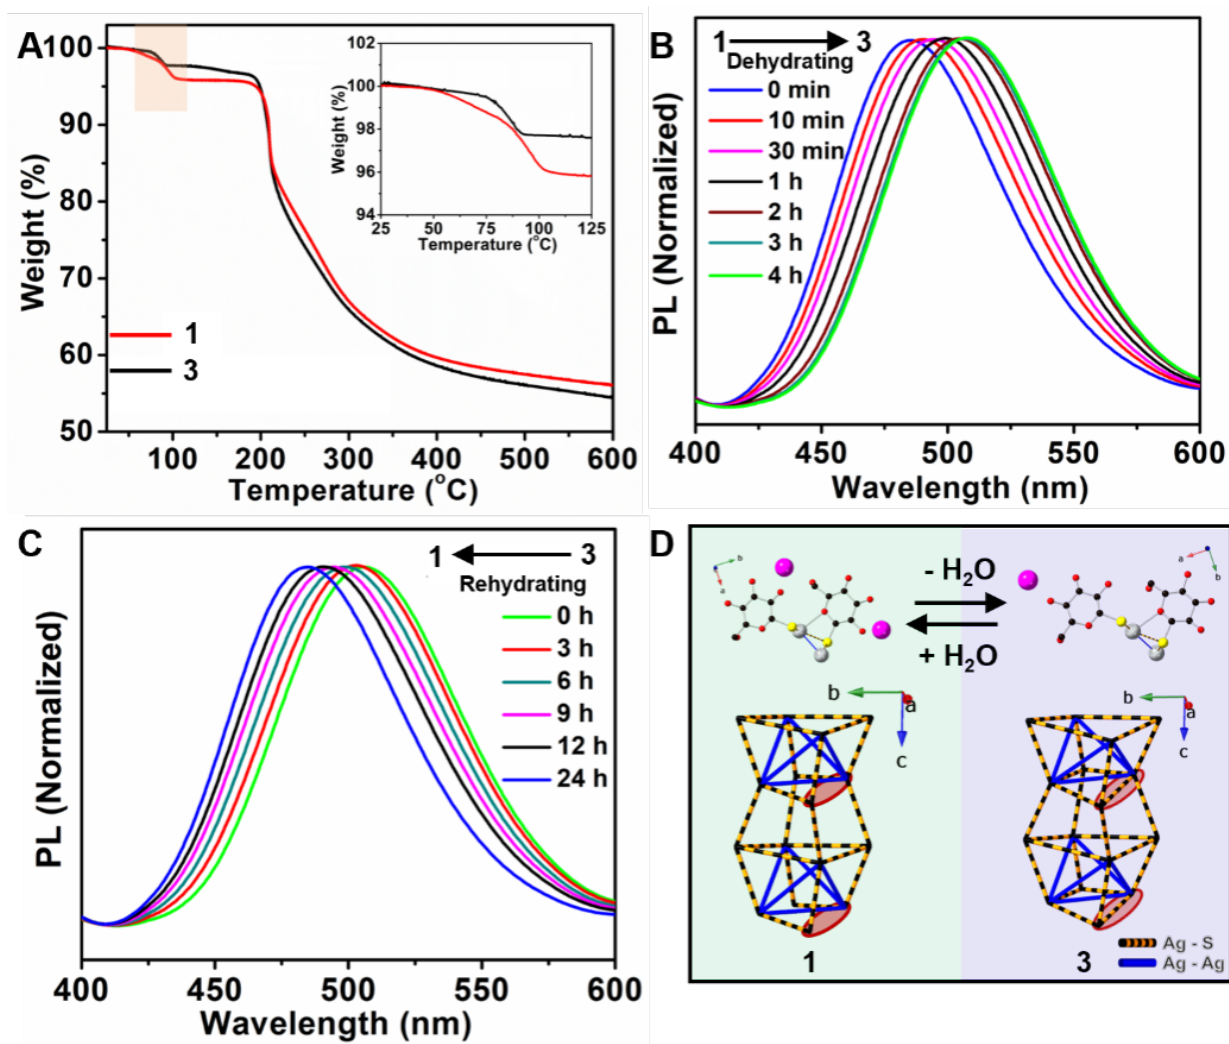 A
100
90
80
70
60
50
Weight (%)
1
3
100 200 300 400 500 600
Temperature (°C)
102
100
98
96
94
Weight (%)
25 50 75 100 125
Temperature (°C)
B
1 3
Dehydrating
0 min
10 min
30 min
1 h
2 h
3 h
4 h
PL (Normalized)
400 450 500 550 600
Wavelength (nm)
C
1 3
Rehydrating
0 h
3 h
6 h
9 h
12 h
24 h
PL (Normalized)
400 450 500 550 600
Wavelength (nm)
D
b
a
- H₂O
+ H₂O
a
b
b
a
c
b
a
c
1
3
Ag - S
Ag - Ag